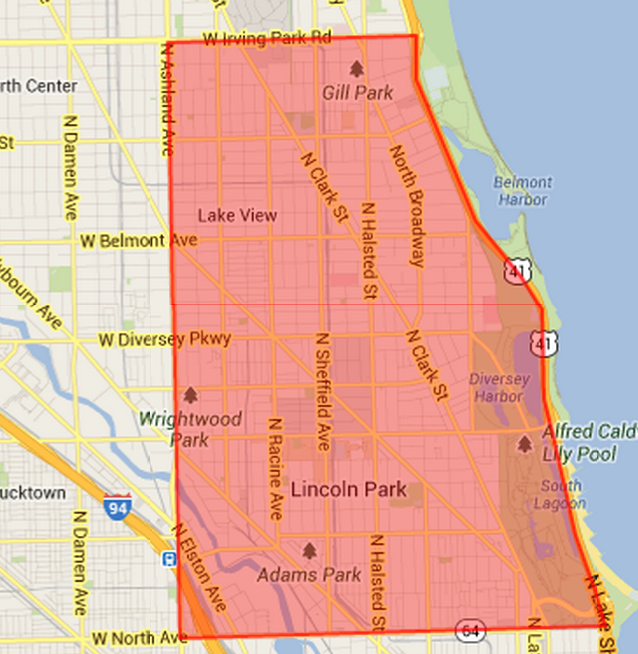 W Irving Park Rd
rth Center
N Ashland Ave
Gill Park
N Damen Ave
St
N Clark St
North Broadway
Belmont
Harbor
Lake View
N Halsted St
W Belmont Ave
41
ybourn Ave
W Diversey Pkwy
N Sheffield Ave
N Clark St
41
Diversey
Harbor
Wrightwood
Park
N Racine Ave
Alfred Cald
Lily Pool
ucktown
94
Lincoln Park
South
Lagoon
N Damen Ave
N Elston Ave
Adams Park
N Halsted St
N Lake Sh
W North Ave
64
N La